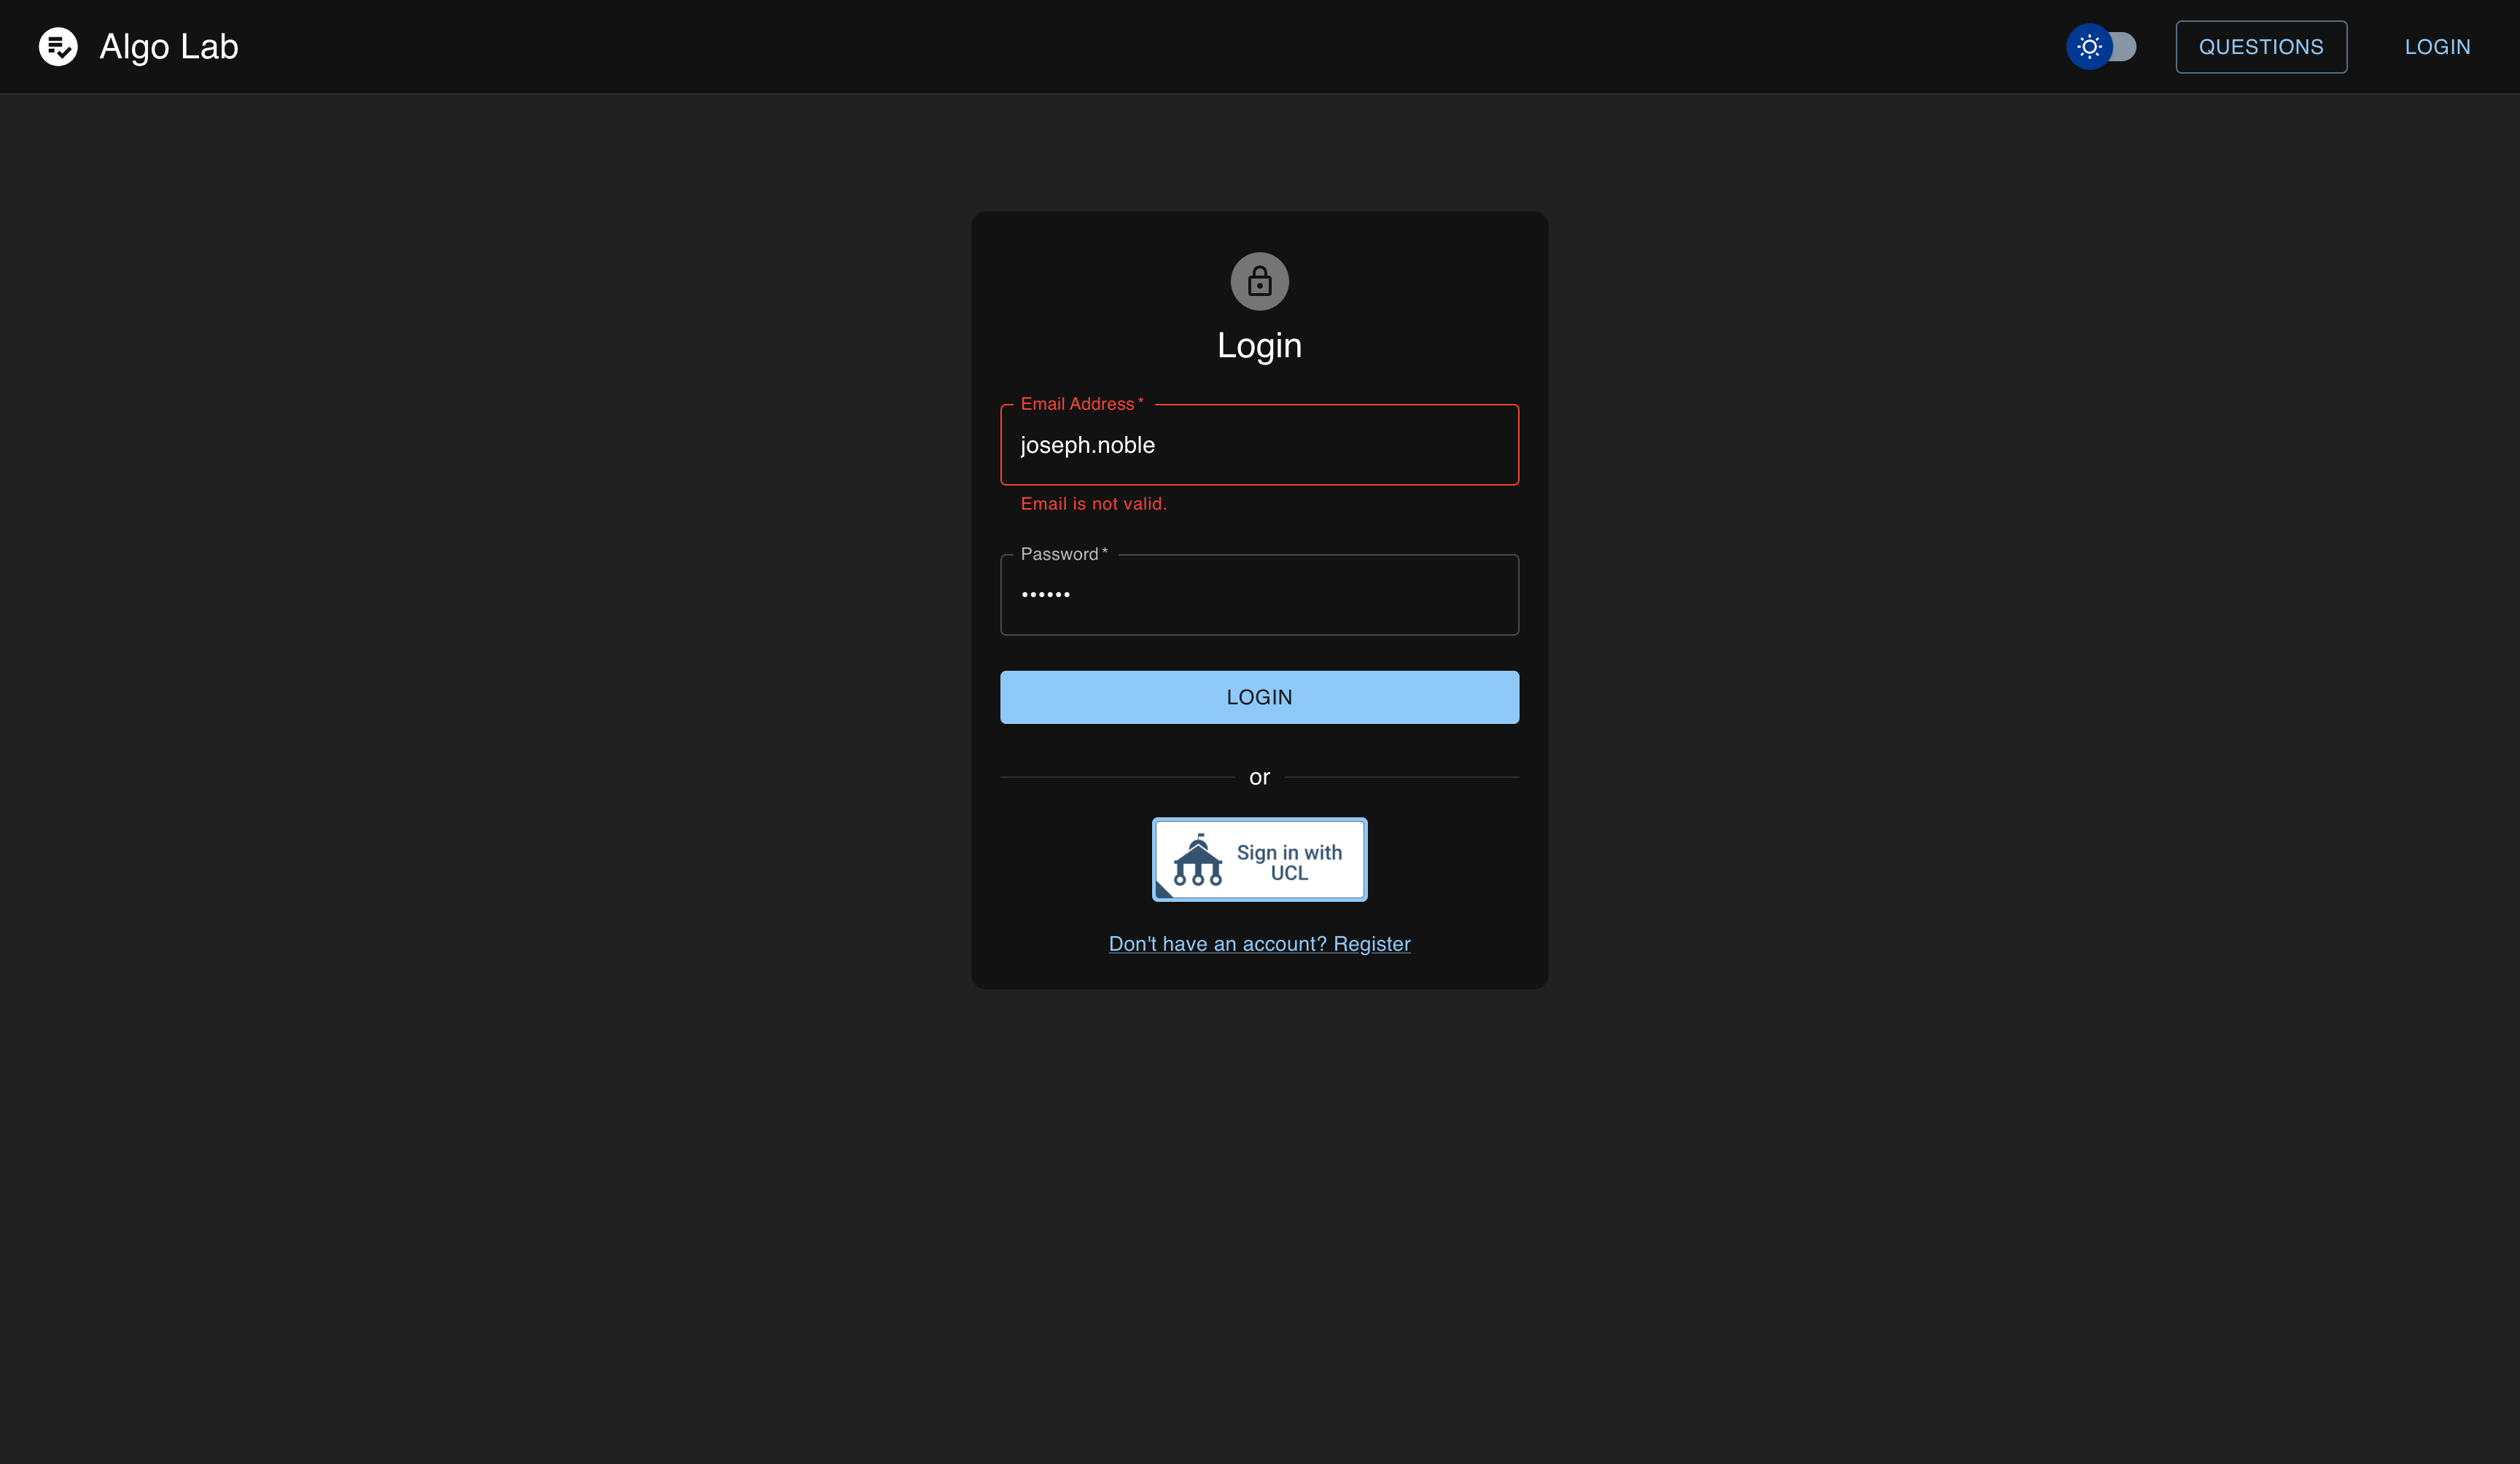 Algo Lab
QUESTIONS
LOGIN
Login
Email Address *
joseph.noble
Email is not valid.
Password *
••••••
LOGIN
or
Sign in with
UCL
Don't have an account? Register